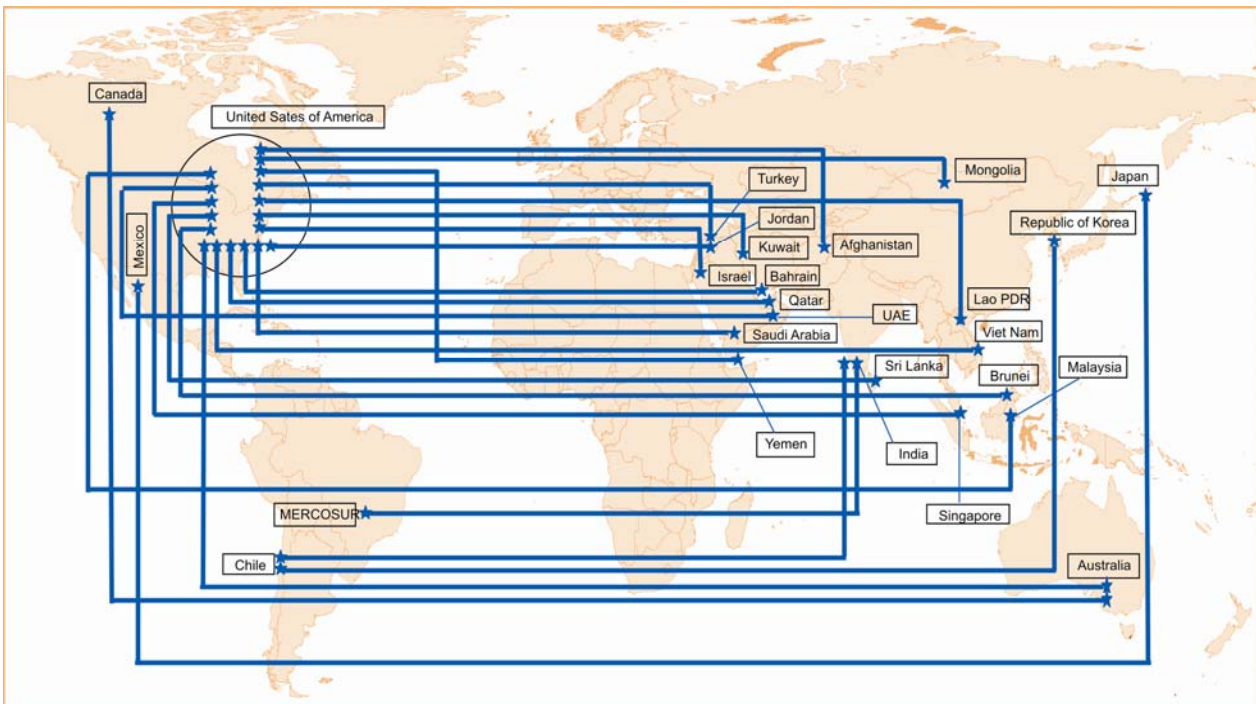 Canada
United Sates of America
Mongolia
Japan
Turkey
Jordan
Republic of Korea
Mexico
Kuwait
Afghanistan
Israel
Bahrain
Qatar
Lao PDR
UAE
Saudi Arabia
Viet Nam
Sri Lanka
Brunei
Malaysia
Yemen
India
MERCOSUR
Singapore
Chile
Australia